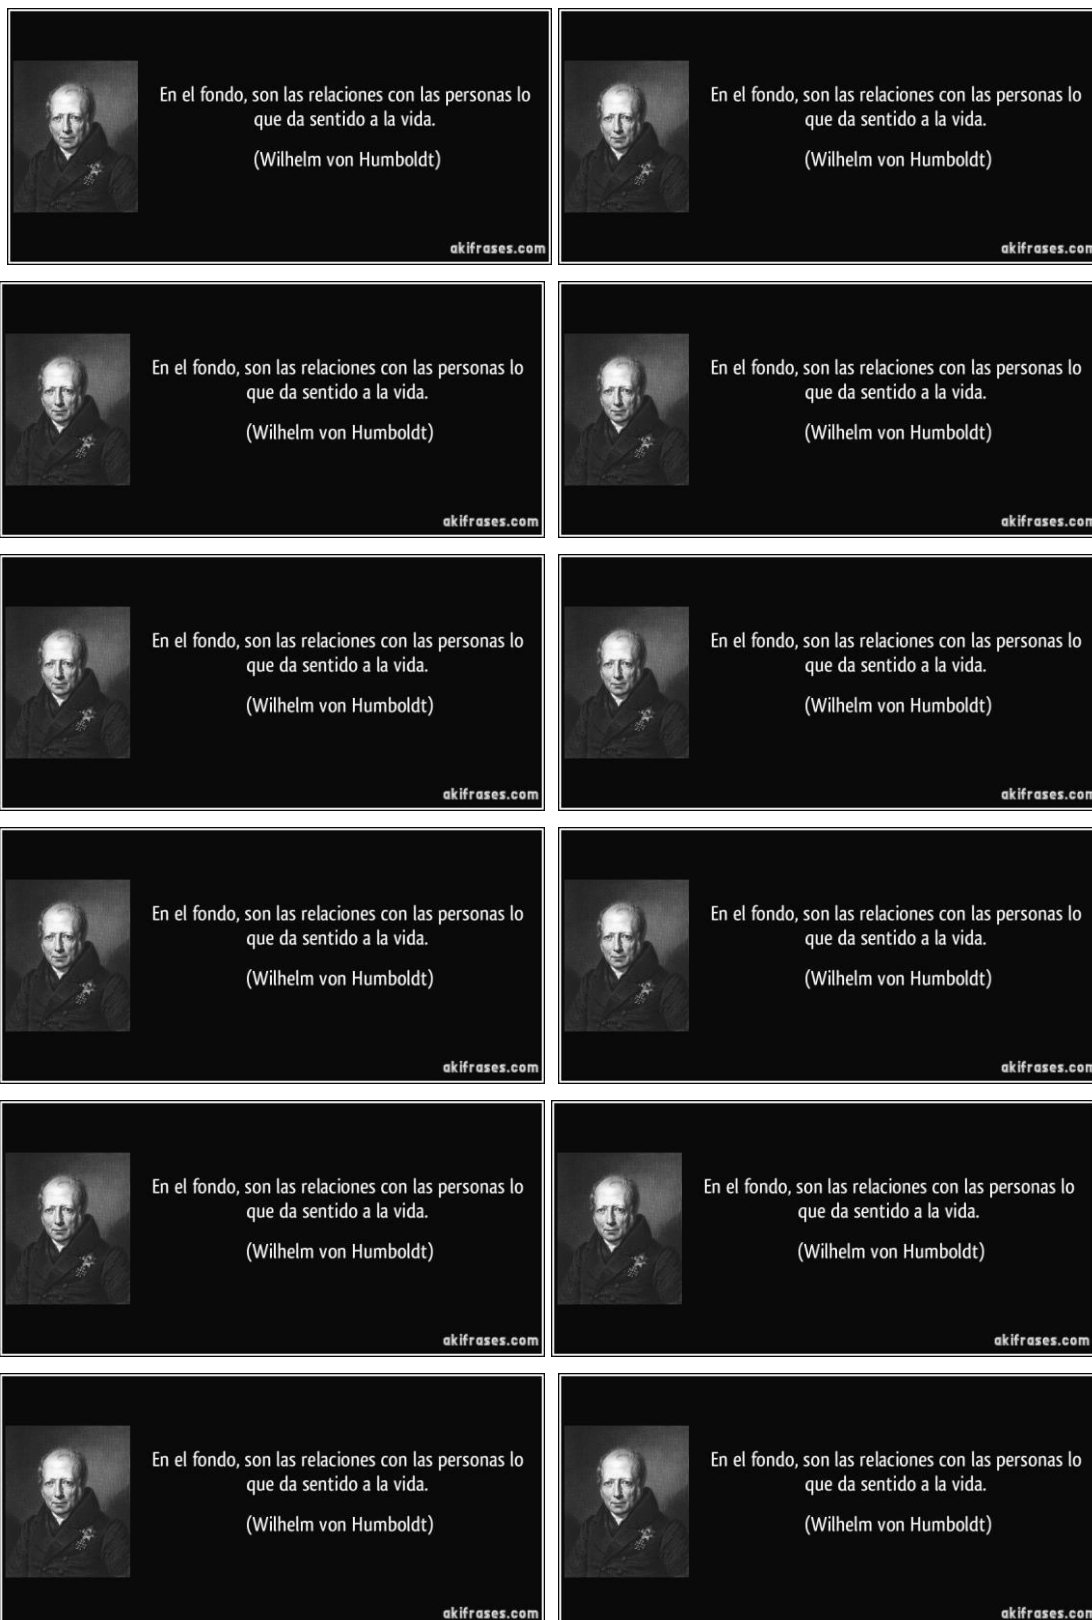 En el fondo, son las relaciones con las personas lo
que da sentido a la vida.
(Wilhelm von Humboldt)
akifrases.com
En el fondo, son las relaciones con las personas lo
que da sentido a la vida.
(Wilhelm von Humboldt)
akifrases.com
En el fondo, son las relaciones con las personas lo
que da sentido a la vida.
(Wilhelm von Humboldt)
akifrases.com
En el fondo, son las relaciones con las personas lo
que da sentido a la vida.
(Wilhelm von Humboldt)
akifrases.com
En el fondo, son las relaciones con las personas lo
que da sentido a la vida.
(Wilhelm von Humboldt)
akifrases.com
En el fondo, son las relaciones con las personas lo
que da sentido a la vida.
(Wilhelm von Humboldt)
akifrases.com
En el fondo, son las relaciones con las personas lo
que da sentido a la vida.
(Wilhelm von Humboldt)
akifrases.com
En el fondo, son las relaciones con las personas lo
que da sentido a la vida.
(Wilhelm von Humboldt)
akifrases.com
En el fondo, son las relaciones con las personas lo
que da sentido a la vida.
(Wilhelm von Humboldt)
akifrases.com
En el fondo, son las relaciones con las personas lo
que da sentido a la vida.
(Wilhelm von Humboldt)
akifrases.com
En el fondo, son las relaciones con las personas lo
que da sentido a la vida.
(Wilhelm von Humboldt)
akifrases.com
En el fondo, son las relaciones con las personas lo
que da sentido a la vida.
(Wilhelm von Humboldt)
akifrases.com